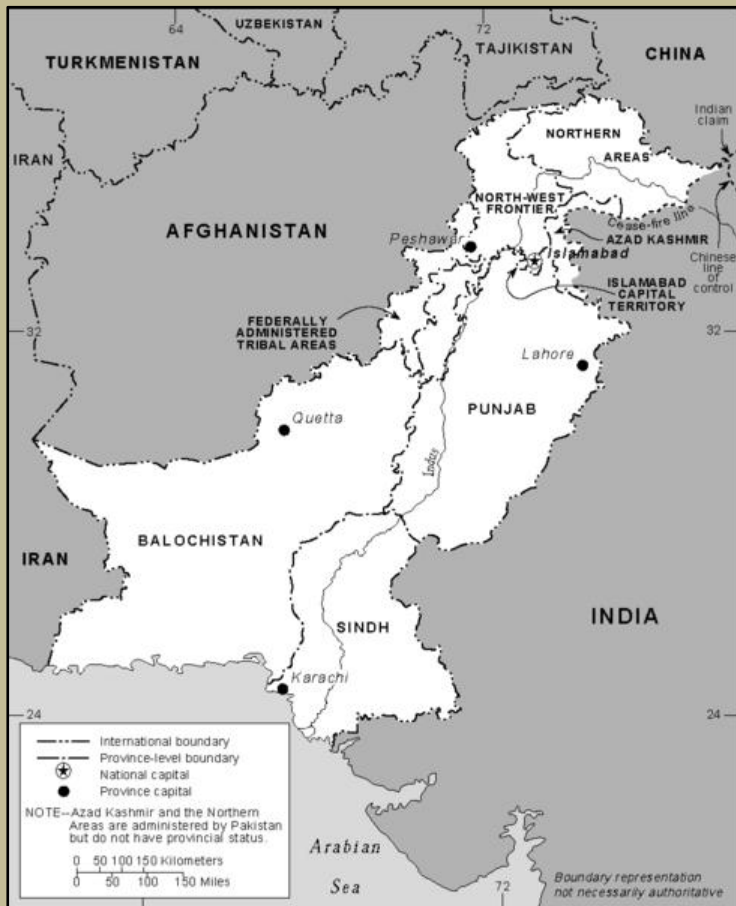 64
72
UZBEKISTAN
TAJIKISTAN
CHINA
TURKMENISTAN
Indian
claim
NORTHERN
AREAS
IRAN
NORTH-WEST
FRONTIER
AFGHANISTAN
Cease-fire line
Peshawar
AZAD KASHMIR
Islamabad
Chinese
line
of
control
ISLAMABAD
CAPITAL
TERRITORY
FEDERALLY
ADMINISTERED
TRIBAL AREAS
32
32
Lahore
PUNJAB
Quetta
Indus
BALOCHISTAN
IRAN
INDIA
SINDH
Karachi
24
24
International boundary
Province-level boundary
National capital
Province capital
NOTE--Azad Kashmir and the Northern
Areas are administered by Pakistan
but do not have provincial status.
0 50 100 150 Kilometers
0 50 100 150 Miles
Arabian
Sea
72
Boundary representation
not necessarily authoritative